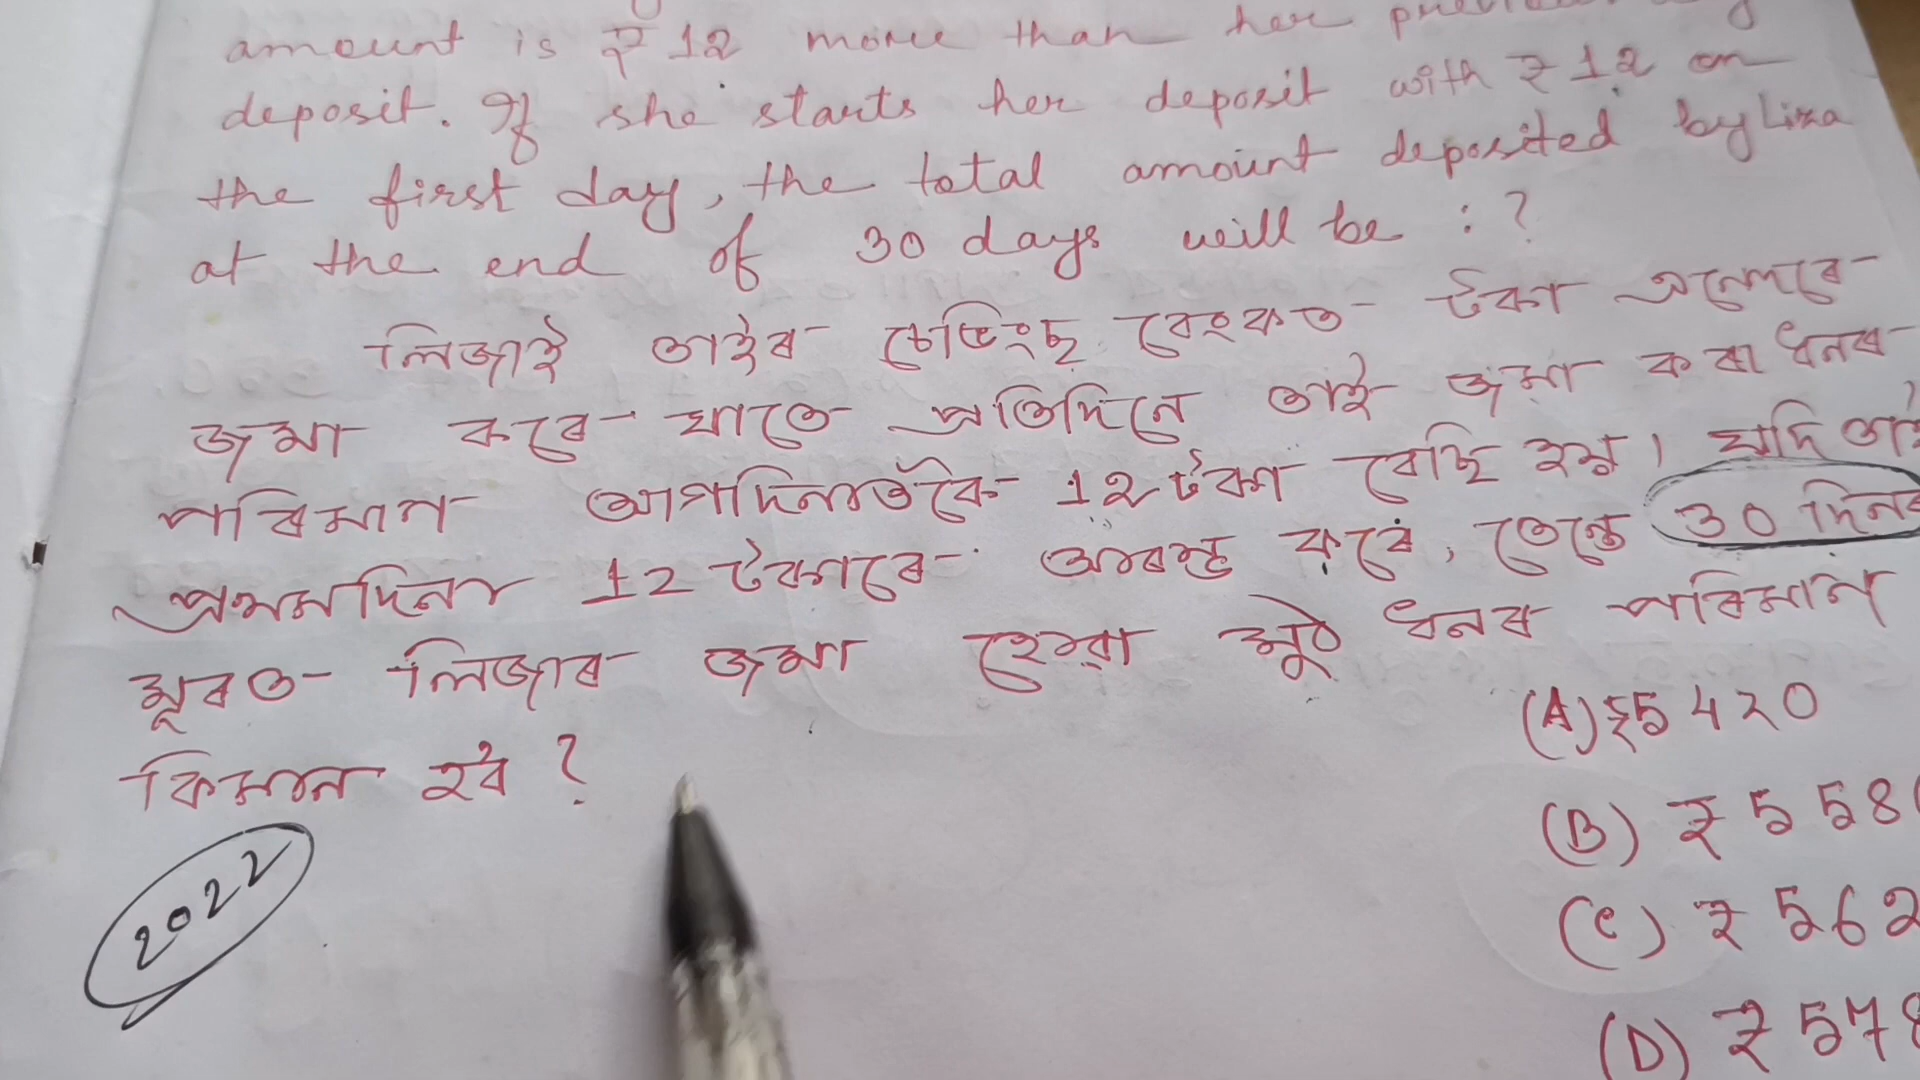 amount is ₹ 12 more than her
deposit. If she starts her deposit with ₹ 12 on
the first day, the total amount deposited by Liza
at the end of 30 days will be : ?
লিজাই তাইৰ চেভিংছ বেংকত টকা এনেদৰে
জমা কৰে যাতে প্ৰতিদিনে তাই জমা কৰা ধনৰ
পৰিমাণ আগদিনাতকৈ 12 টকা বেছি হয়। যদি তাই
প্ৰথমদিনা 12 টকাৰে আৰম্ভ কৰে, তেন্তে 30 দিনৰ
মূৰত লিজাৰ জমা হোৱা মুঠ ধনৰ পৰিমাণ
কিমান হ'ব ?
(A) ₹5420
(B) ₹ 558
(C) ₹ 562
(D) ₹ 578
2022